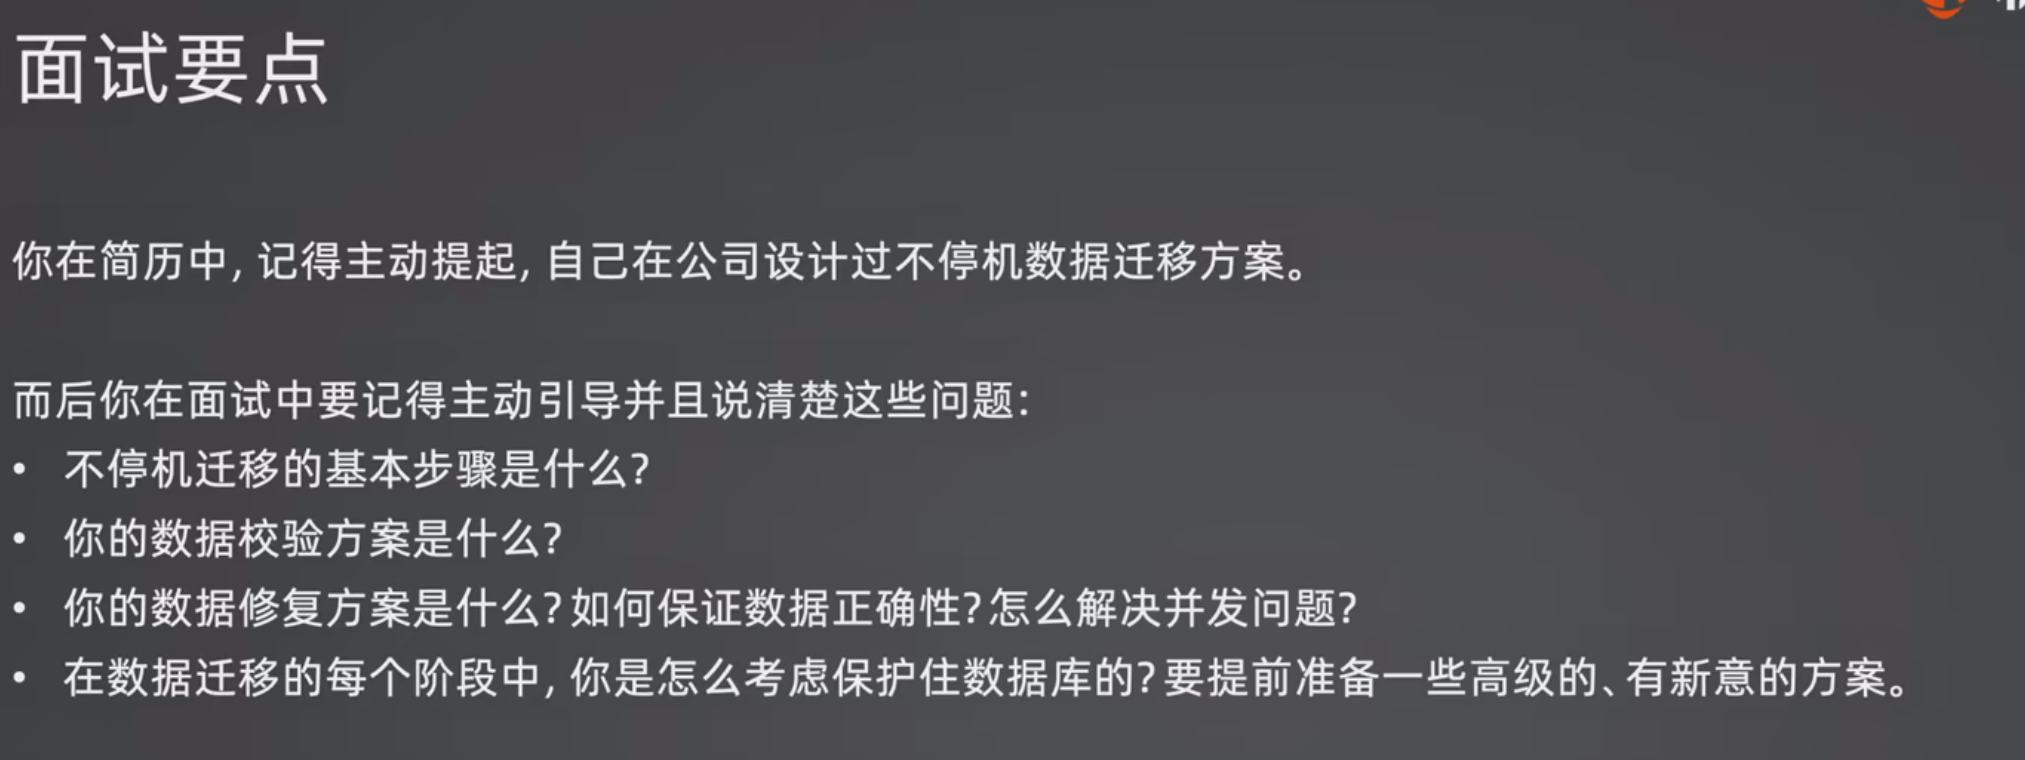 面试要点
你在简历中, 记得主动提起, 自己在公司设计过不停机数据迁移方案。
而后你在面试中要记得主动引导并且说清楚这些问题:
• 不停机迁移的基本步骤是什么?
• 你的数据校验方案是什么?
• 你的数据修复方案是什么?如何保证数据正确性?怎么解决并发问题?
• 在数据迁移的每个阶段中, 你是怎么考虑保护住数据库的?要提前准备一些高级的、有新意的方案。